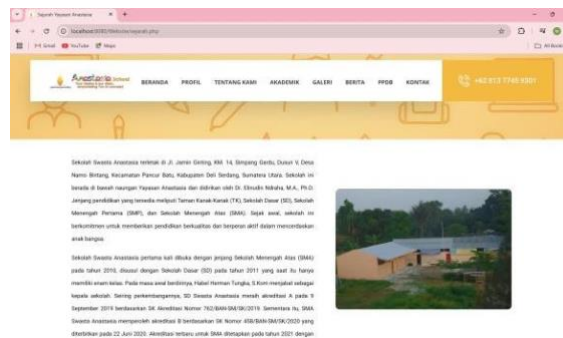 Sejarah Yayasan Anastasia
localhost:8080/Website/sejarah.php
Gmail YouTube Maps
All Book
Anastasia School
BERANDA PROFIL TENTANG KAMI AKADEMIK GALERI BERITA PPDB KONTAK
Sekolah Swasta Anastasia terletak di Jl. Jamin Ginting, KM. 14, Simpang Gardu, Dusun V, Desa
Namo Bintang, Kecamatan Pancur Batu, Kabupaten Deli Serdang, Sumatera Utara. Sekolah ini
berada di bawah naungan Yayasan Anastasia dan didirikan oleh Dr. Elirudin Ndraha, M.A., Ph.D.
Jenjang pendidikan yang tersedia meliputi Taman Kanak-Kanak (TK), Sekolah Dasar (SD), Sekolah
Menengah Pertama (SMP), dan Sekolah Menengah Atas (SMA). Sejak awal, sekolah ini
berkomitmen untuk memberikan pendidikan berkualitas dan berperan aktif dalam mencerdaskan
anak bangsa.
Sekolah Swasta Anastasia pertama kali dibuka dengan jenjang Sekolah Menengah Atas (SMA)
pada tahun 2010, disusul dengan Sekolah Dasar (SD) pada tahun 2011 yang saat itu hanya
memiliki enam kelas. Pada masa awal berdirinya, Habel Herman Tungka, S.Kom menjabat sebagai
kepala sekolah. Seiring perkembangannya, SD Swasta Anastasia meraih akreditasi A pada 9
September 2019 berdasarkan SK Akreditasi Nomor 762/BAN-SM/SK/2019. Sementara itu, SMA
Swasta Anastasia memperoleh akreditasi B berdasarkan SK Nomor 458/BAN-SM/SK/2020 yang
diterbitkan pada 22 Juni 2020. Akreditasi terbaru untuk SMA ditetapkan pada tahun 2021 dengan